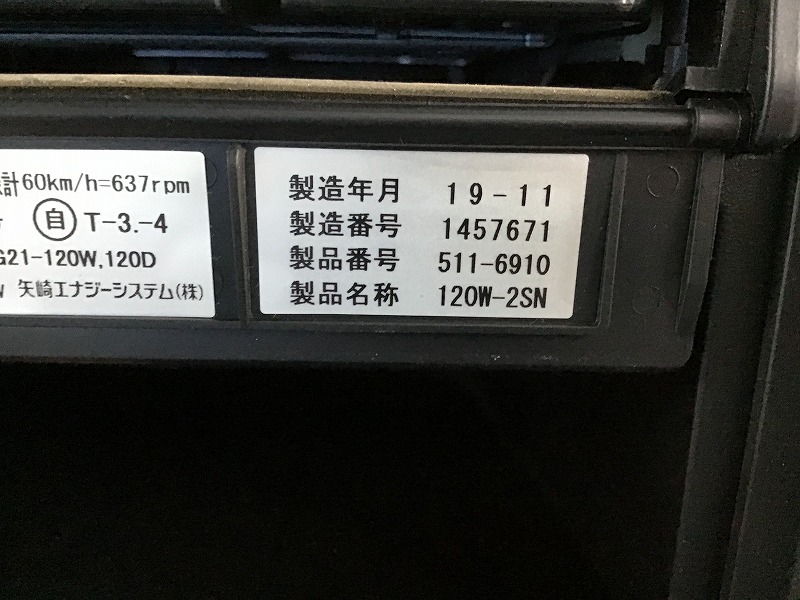 計60km/h=637rpm
自 T-3.-4
G21-120W,120D
矢崎エナジーシステム(株)
製造年月 19-11
製造番号 1457671
製品番号 511-6910
製品名称 120W-2SN